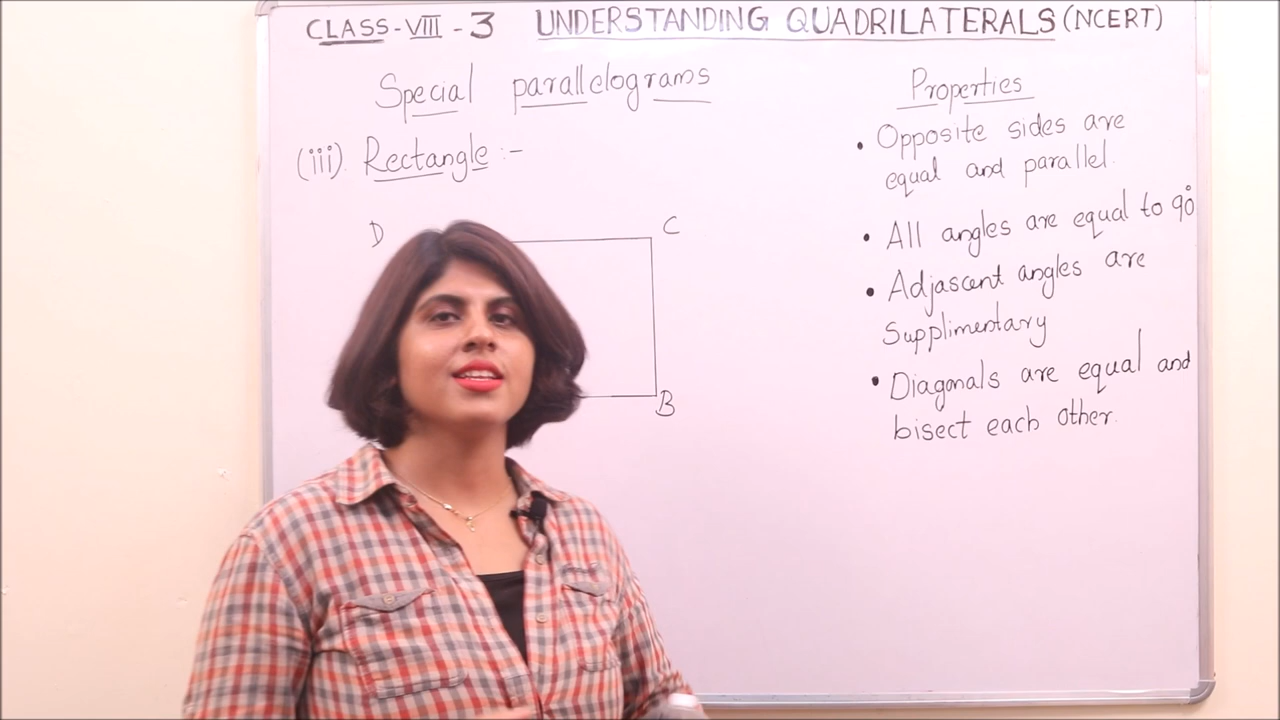 CLASS-VIII - 3 UNDERSTANDING QUADRILATERALS (NCERT)
Special parallelograms
(iii) Rectangle :-
D
C
B
Properties
• Opposite sides are
equal and parallel.
• All angles are equal to 90°
• Adjascent angles are
Supplimentary
• Diagonals are equal and
bisect each other.